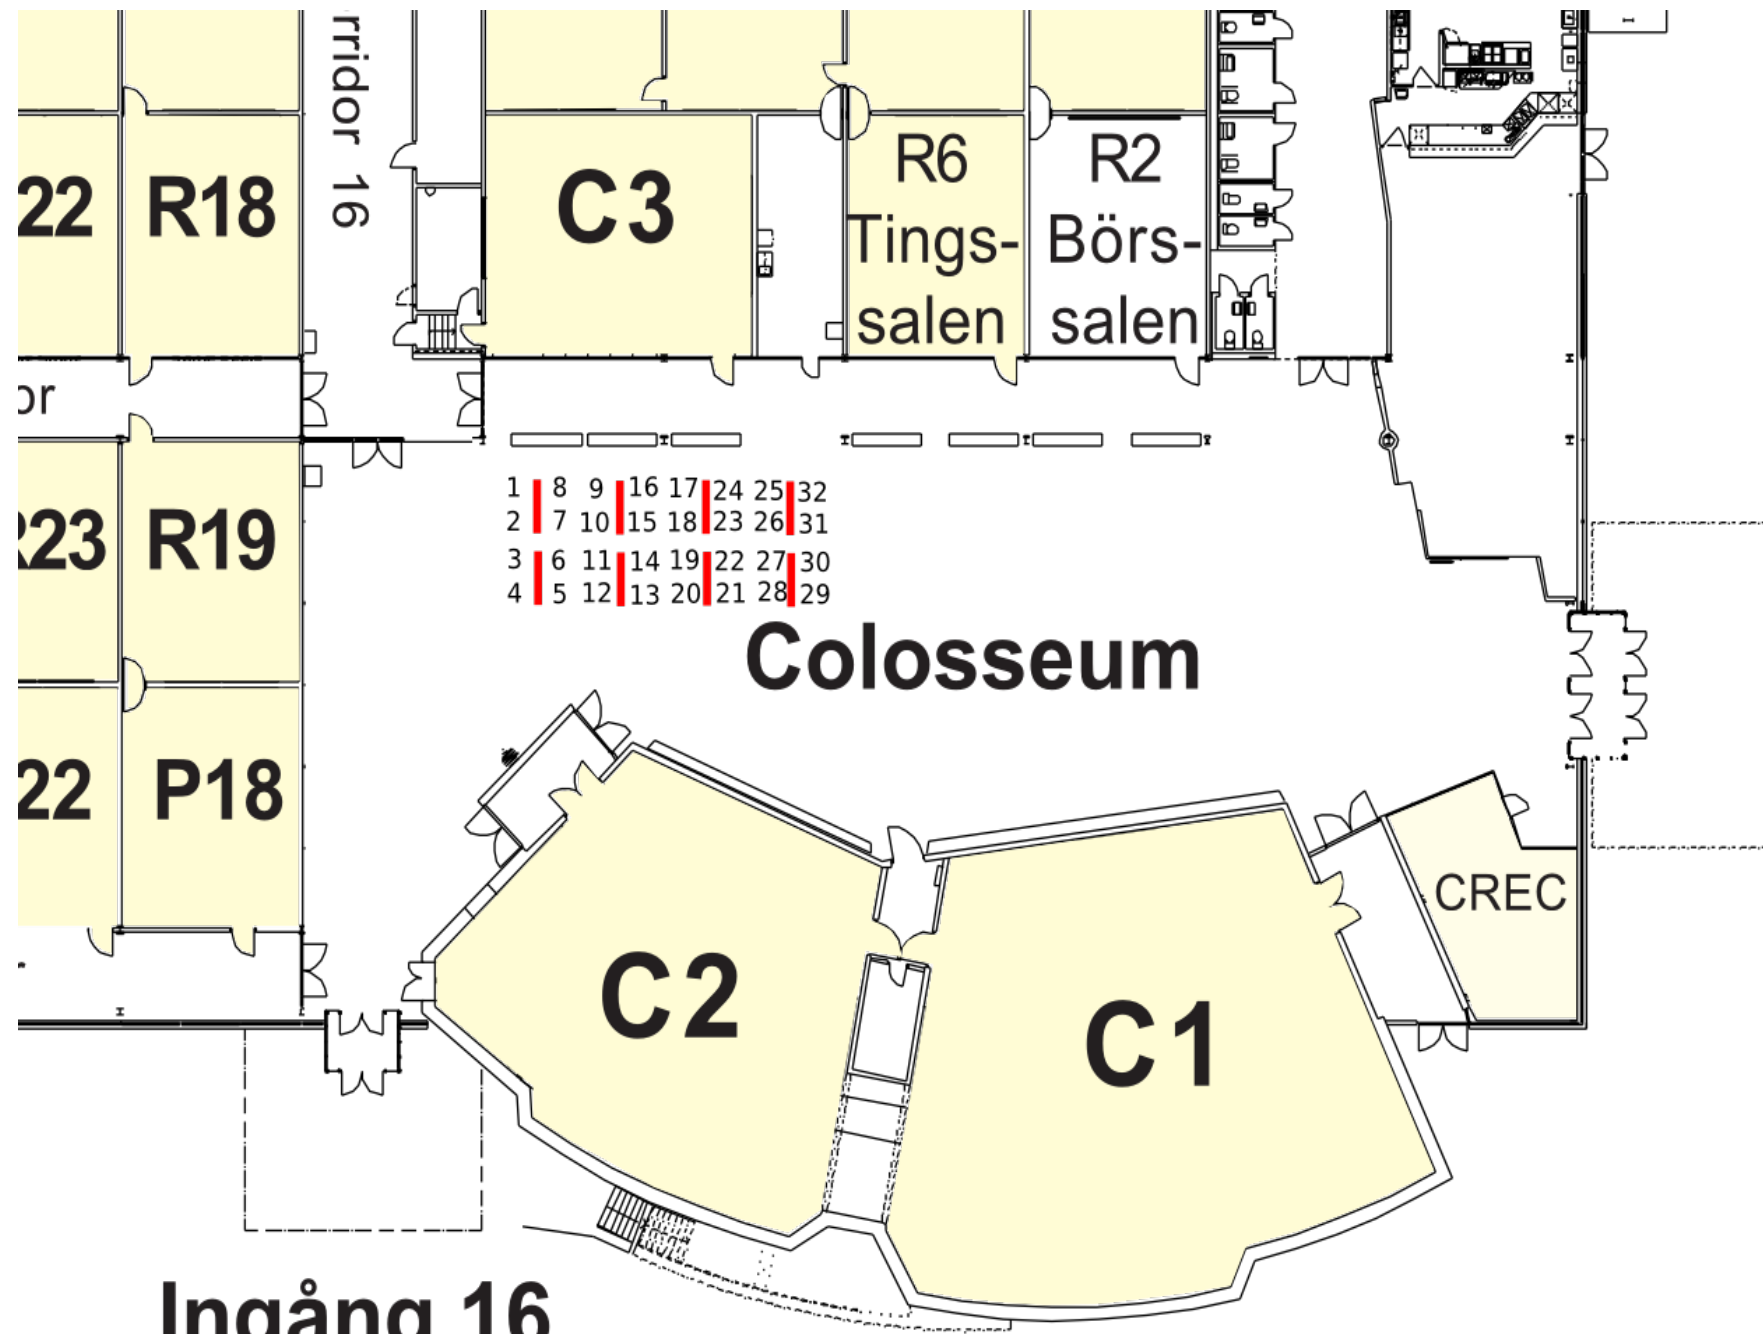 rridor 16
22
R18
C3
R6
Tings-
salen
R2
Börs-
salen
or
1 8 9 16 17 24 25 32
2 7 10 15 18 23 26 31
3 6 11 14 19 22 27 30
4 5 12 13 20 21 28 29
R23
R19
Colosseum
22
P18
CREC
C2
C1
Ingång 16